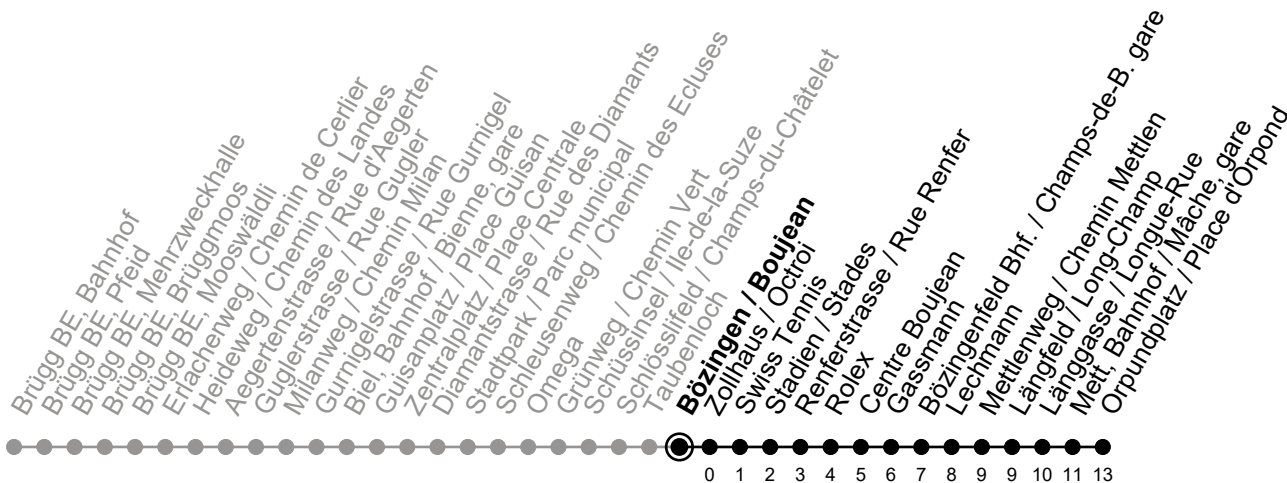 Brügg BE, Bahnhof
Brügg BE, Pfeid
Brügg BE, Mehrzweckhalle
Brügg BE, Brüggmoos
Brügg BE, Mooswäldi
Erlacherweg / Chemin de Cerlier
Heideweg / Chemin des Landes
Aegertenstrasse / Rue d'Aegerten
Guglerstrasse / Rue Gugler
Milanweg / Chemin Milan
Gurnigelstrasse / Rue Gurnigel
Biel, Bahnhof / Bienne, gare
Guisanplatz / Place Guisan
Zentralplatz / Place Centrale
Diamantstrasse / Rue des Diamants
Stadtpark / Parc municipal
Schleusenweg / Chemin des Ecluses
Omega
Grünweg / Chemin Vert
Schüssinsel / Ile-de-la-Suze
Schlösslifeld / Champs-du-Châtelet
Taubenloch
Bözingen / Boujean
Zollhaus / Octroi
Swiss Tennis
Stadien / Stades
Renferstrasse / Rue Renfer
Rolex
Centre Boujean
Gassmann
Bözingenfeld Bhf. / Champs-de-B. gare
Lechmann
Mettlenweg / Chemin Mettlen
Längfeld / Long-Champ
Länggasse / Longue-Rue
Mett, Bahnhof / Mâche, gare
Orpundplatz / Place d'Orpond
0 1 2 3 4 5 6 7 8 9 9 10 11 13